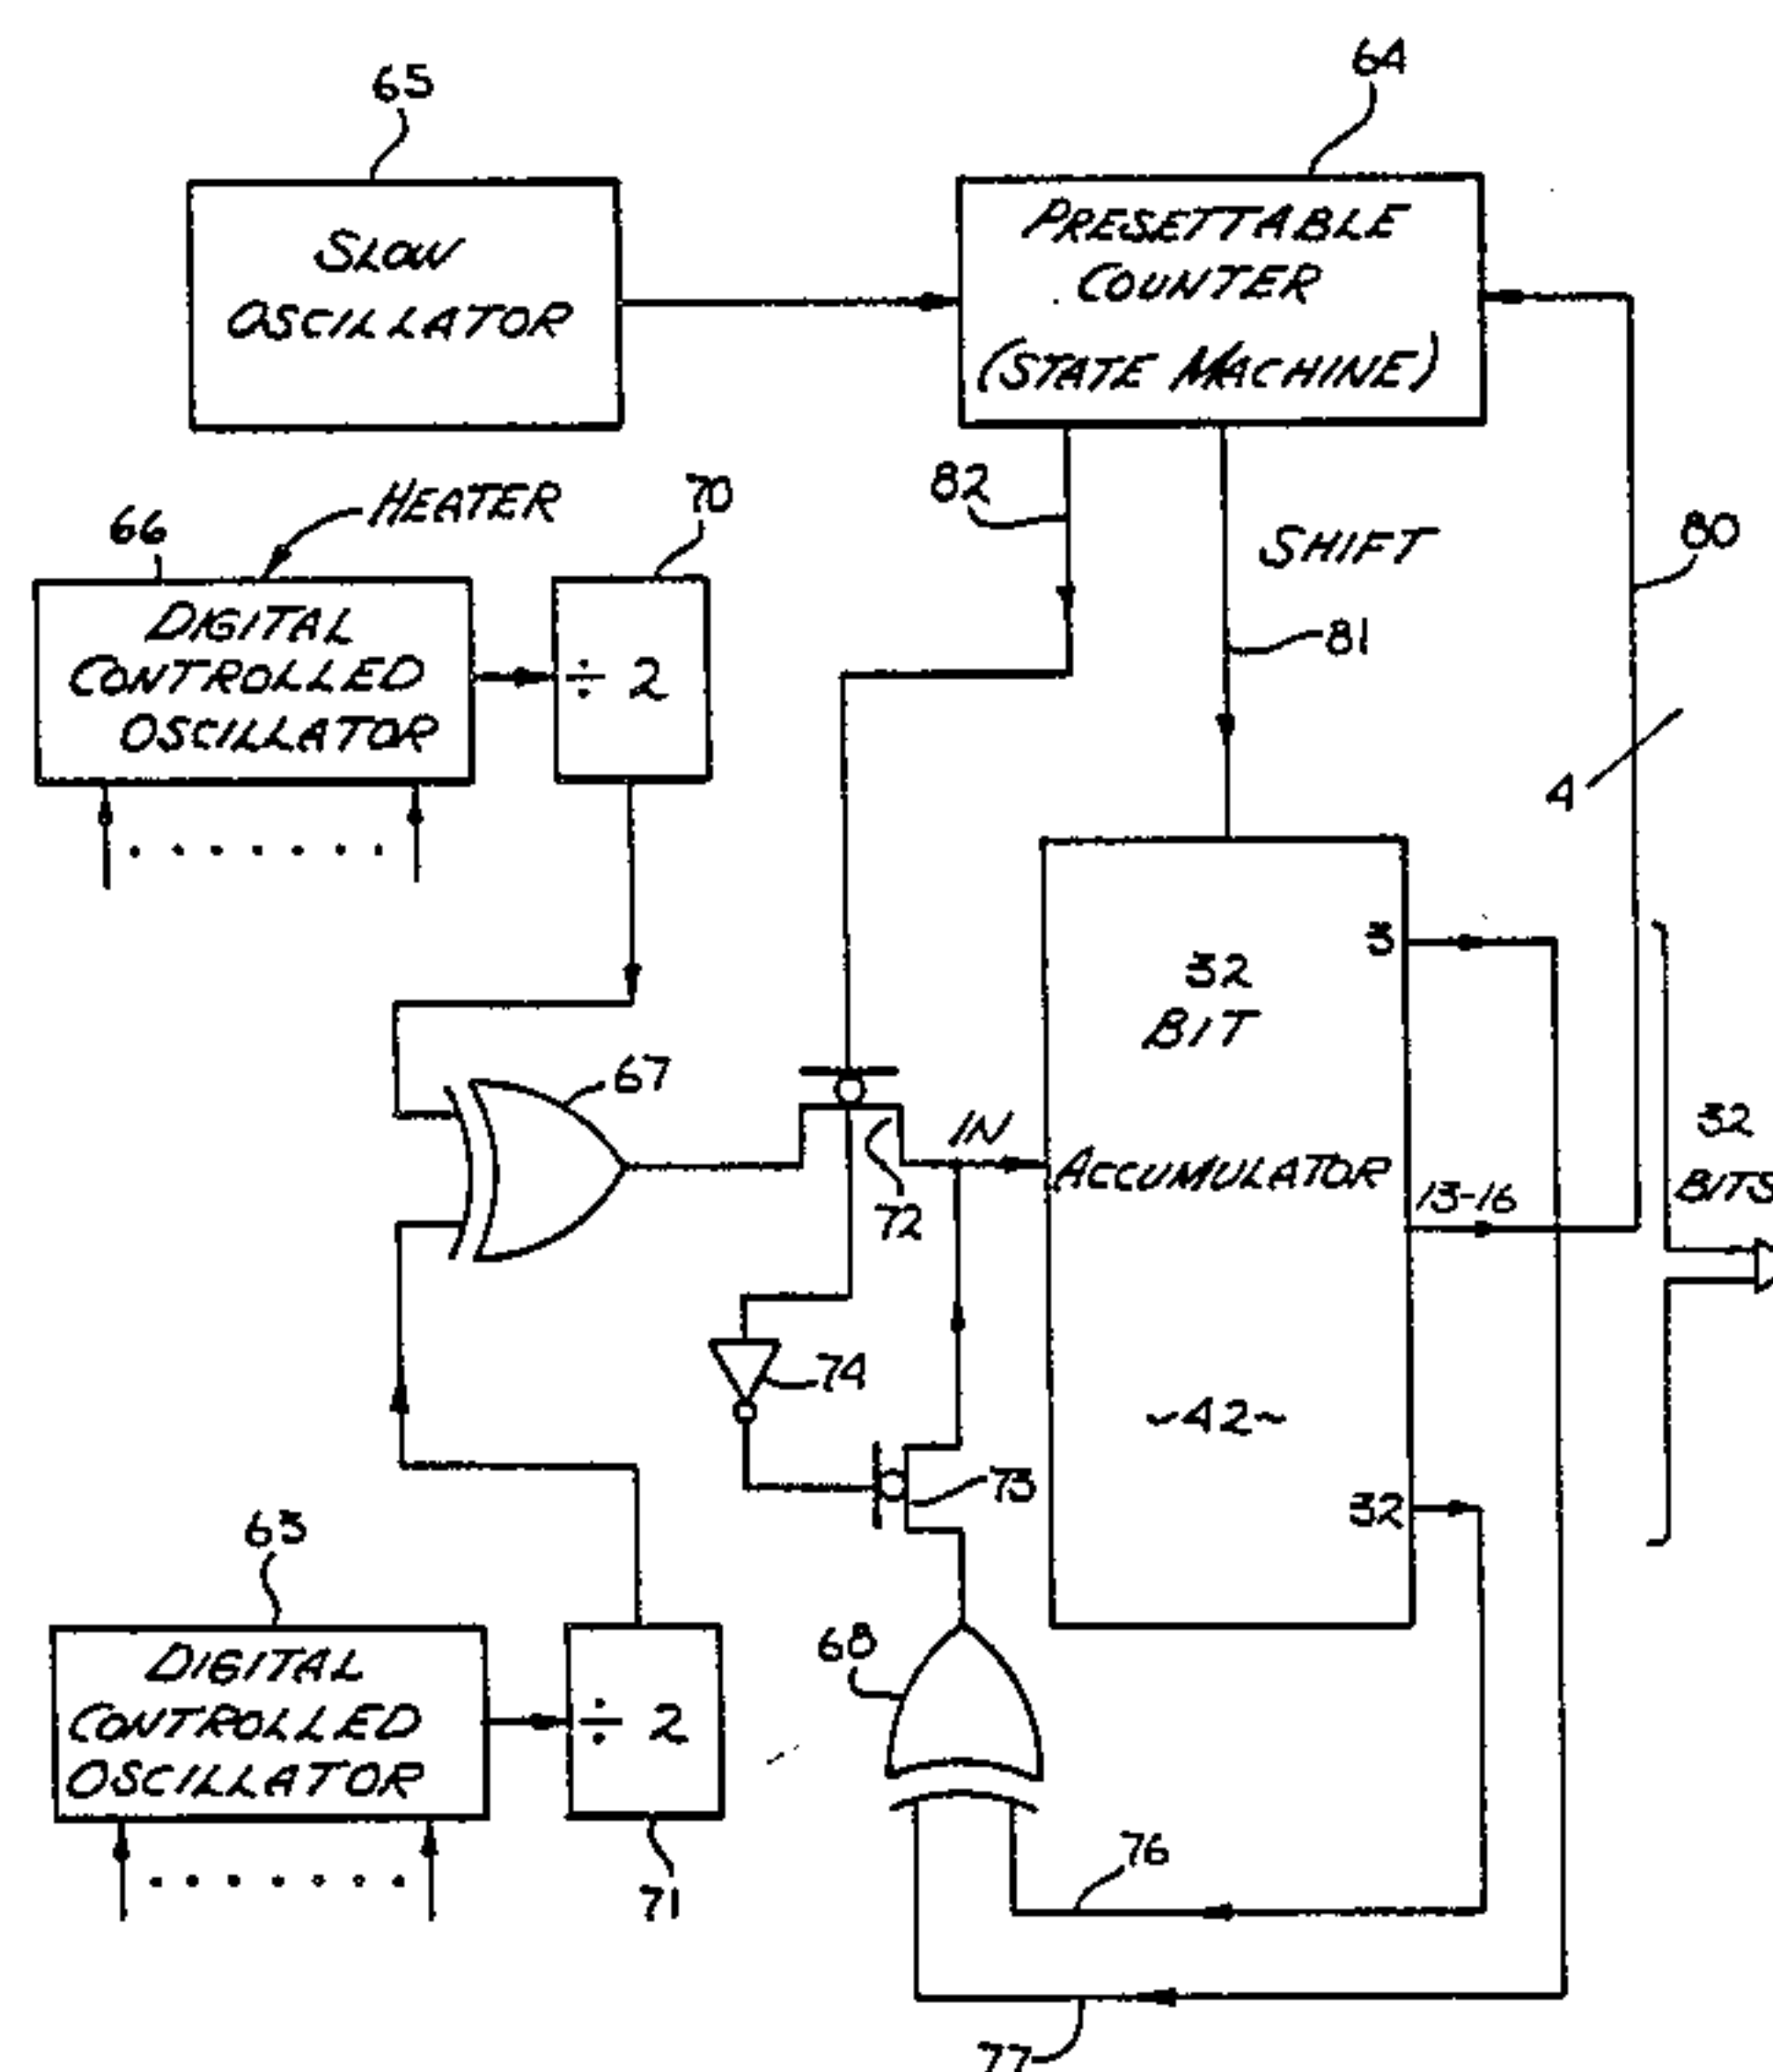 65
64
SLOW
OSCILLATOR
PRESETTABLE
COUNTER
(STATE MACHINE)
82
SHIFT
81
80
4
66
HEATER
70
DIGITAL
CONTROLLED
OSCILLATOR
÷ 2
67
72
IN
3
32
BIT
ACCUMULATOR
13-16
~42~
32
32
BITS
74
73
63
DIGITAL
CONTROLLED
OSCILLATOR
÷ 2
71
68
76
77